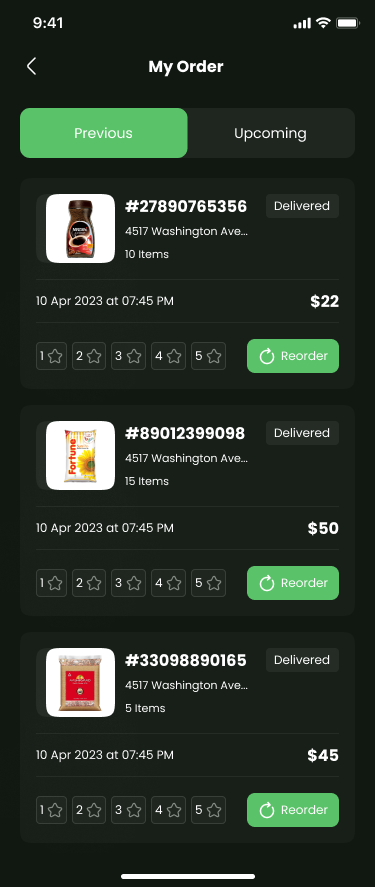 9:41
My Order
Previous
Upcoming
#27890765356
Delivered
4517 Washington Ave...
10 Items
10 Apr 2023 at 07:45 PM
$22
1 2 3 4 5
Reorder
Fortune
#89012399098
Delivered
4517 Washington Ave...
15 Items
10 Apr 2023 at 07:45 PM
$50
1 2 3 4 5
Reorder
#33098890165
Delivered
4517 Washington Ave...
5 Items
10 Apr 2023 at 07:45 PM
$45
1 2 3 4 5
Reorder